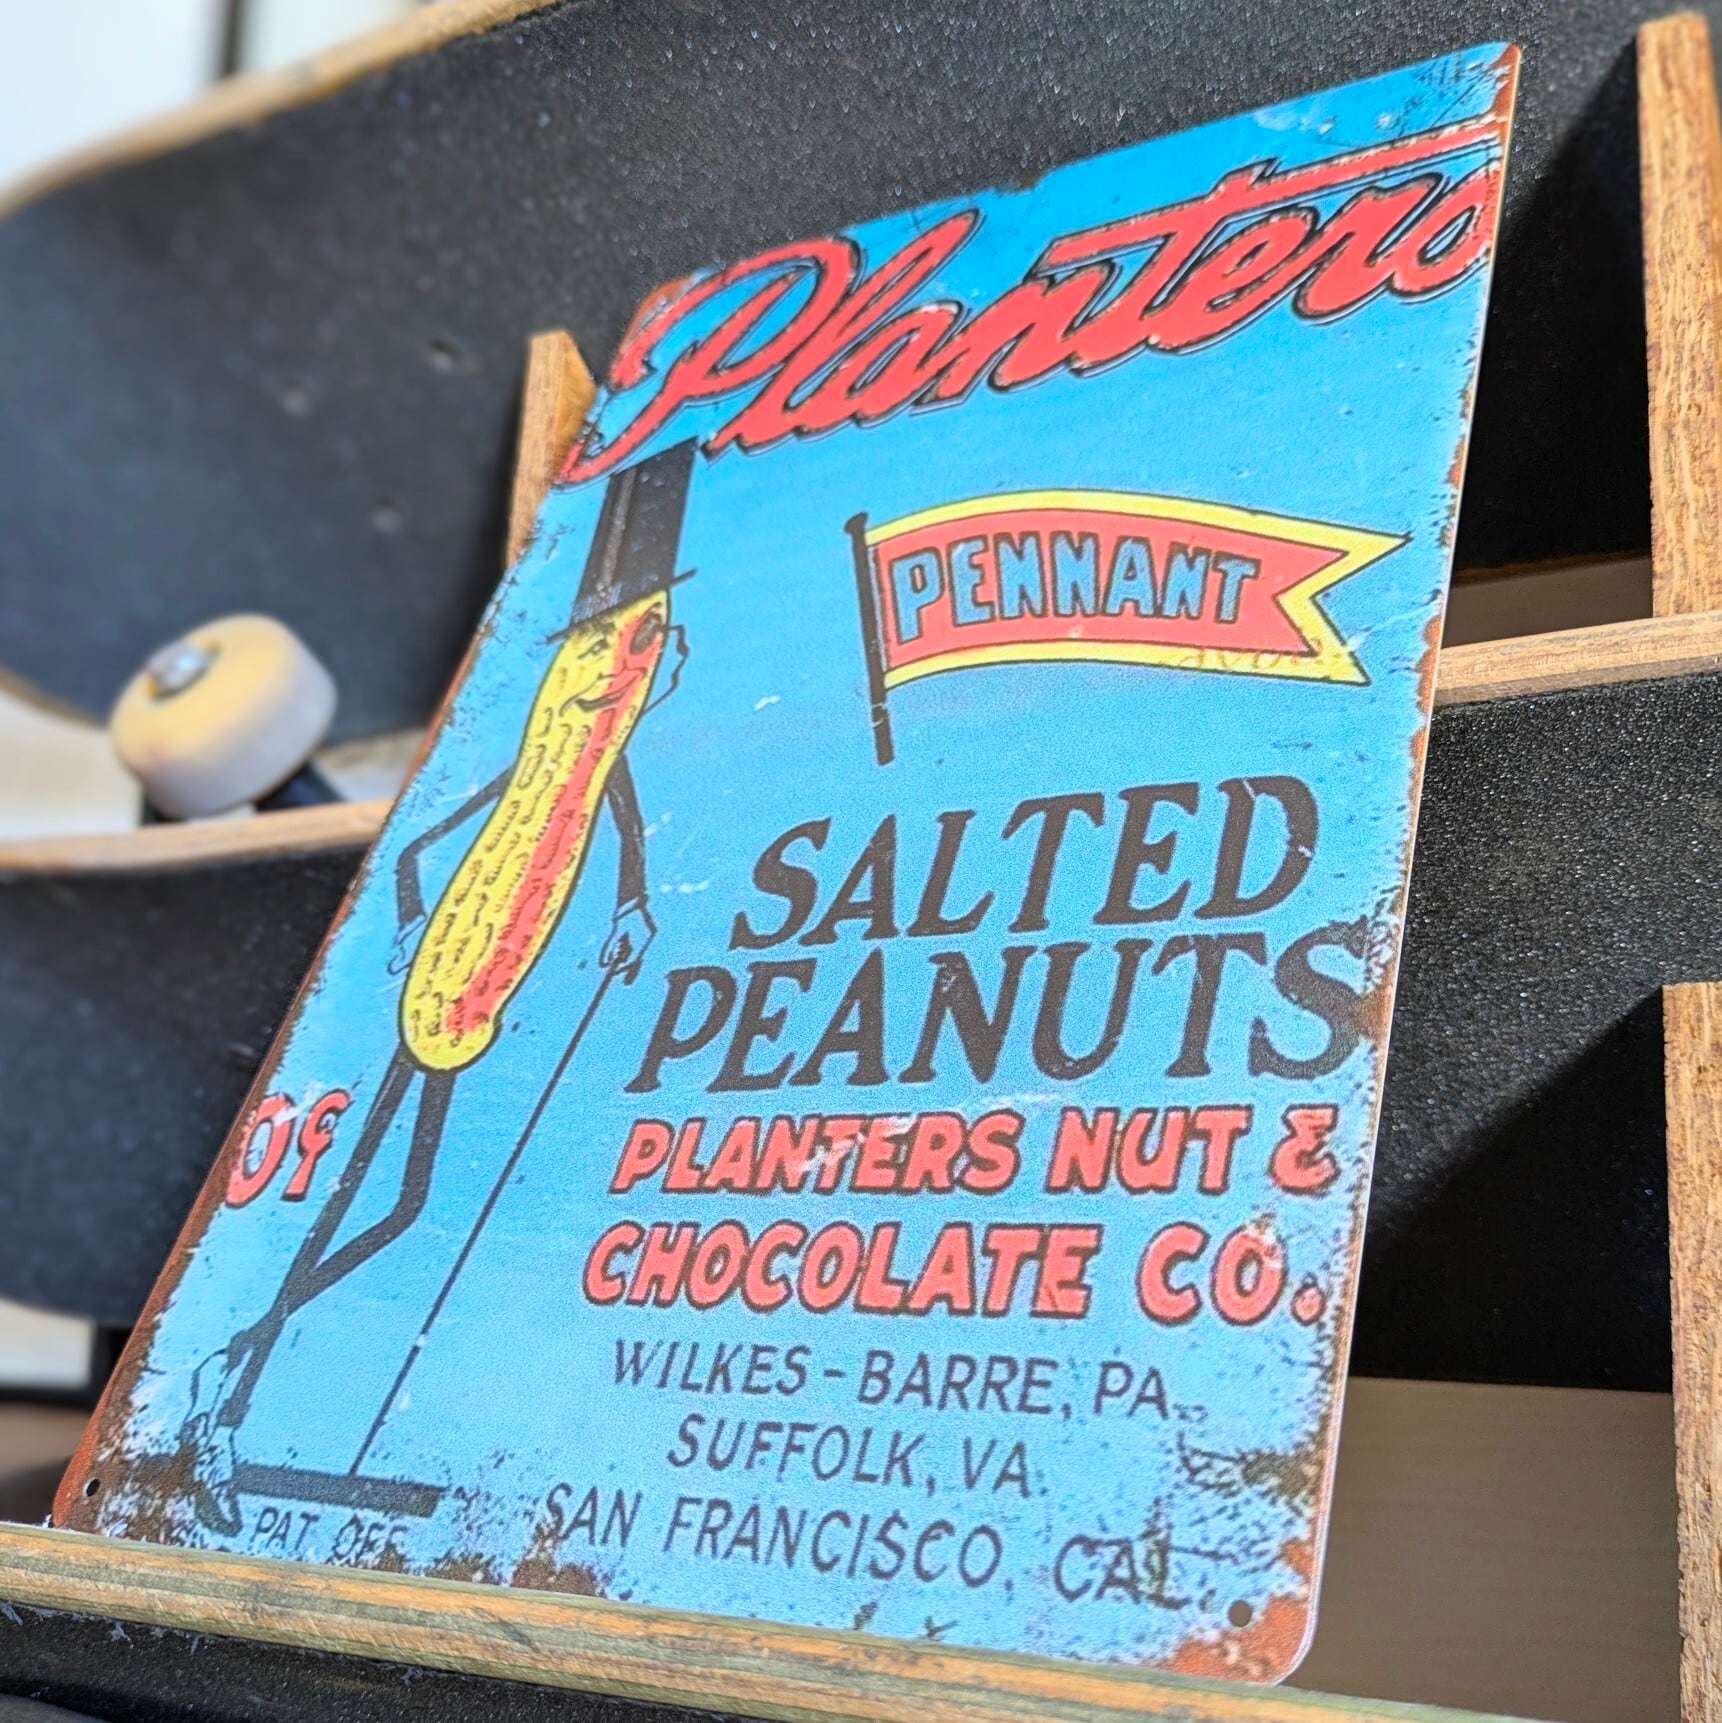 Planters
PENNANT
SALTED
PEANUTS
PLANTERS NUT &
CHOCOLATE CO.
WILKES-BARRE, PA.
SUFFOLK, VA.
SAN FRANCISCO, CAL.
PAT. OFF.